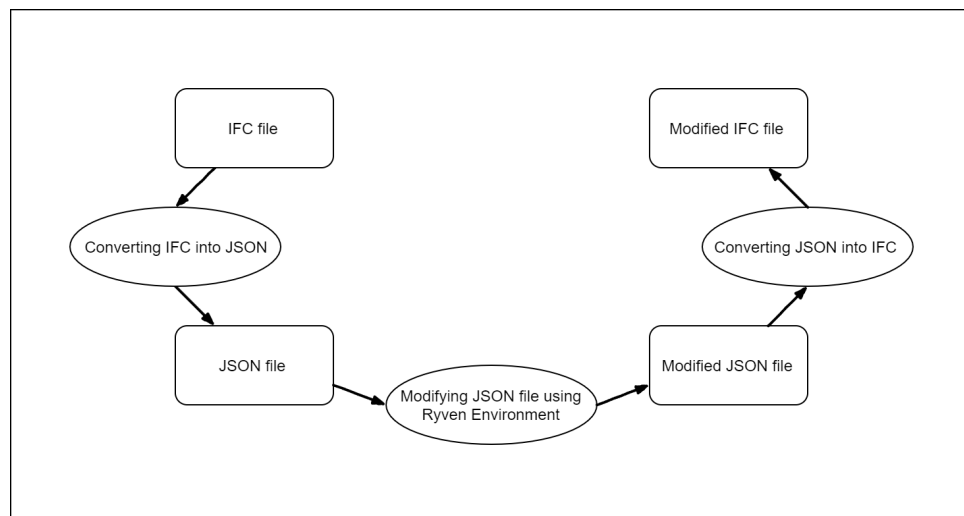 IFC file
Modified IFC file
Converting IFC into JSON
Converting JSON into IFC
JSON file
Modifying JSON file using
Ryven Environment
Modified JSON file